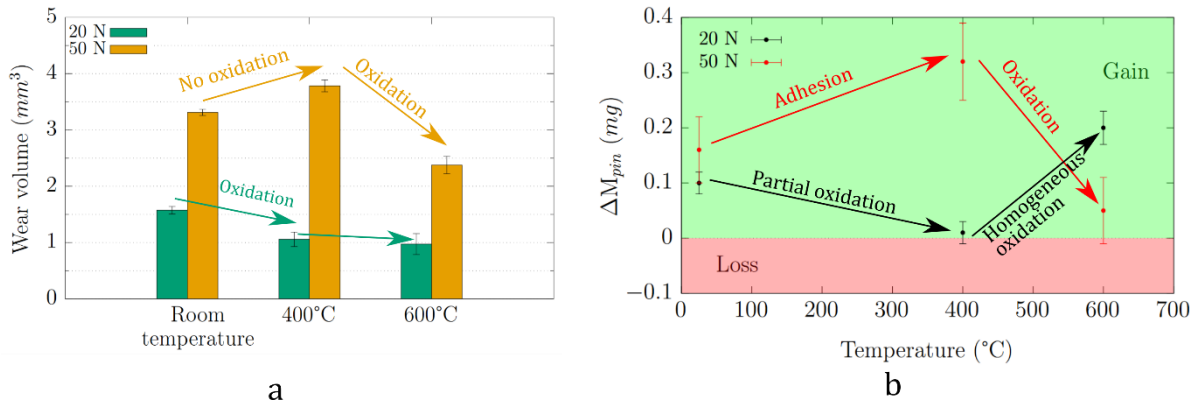 5
4
3
2
1
0
Wear volume (mm³)
20 N
50 N
No oxidation
Oxidation
Oxidation
Room
temperature
400°C
600°C
a
0.4
0.3
0.2
0.1
0
−0.1
ΔM_pin (mg)
20 N
50 N
Gain
Adhesion
Oxidation
Partial oxidation
Homogeneous
oxidation
Loss
0 100 200 300 400 500 600 700
Temperature (°C)
b